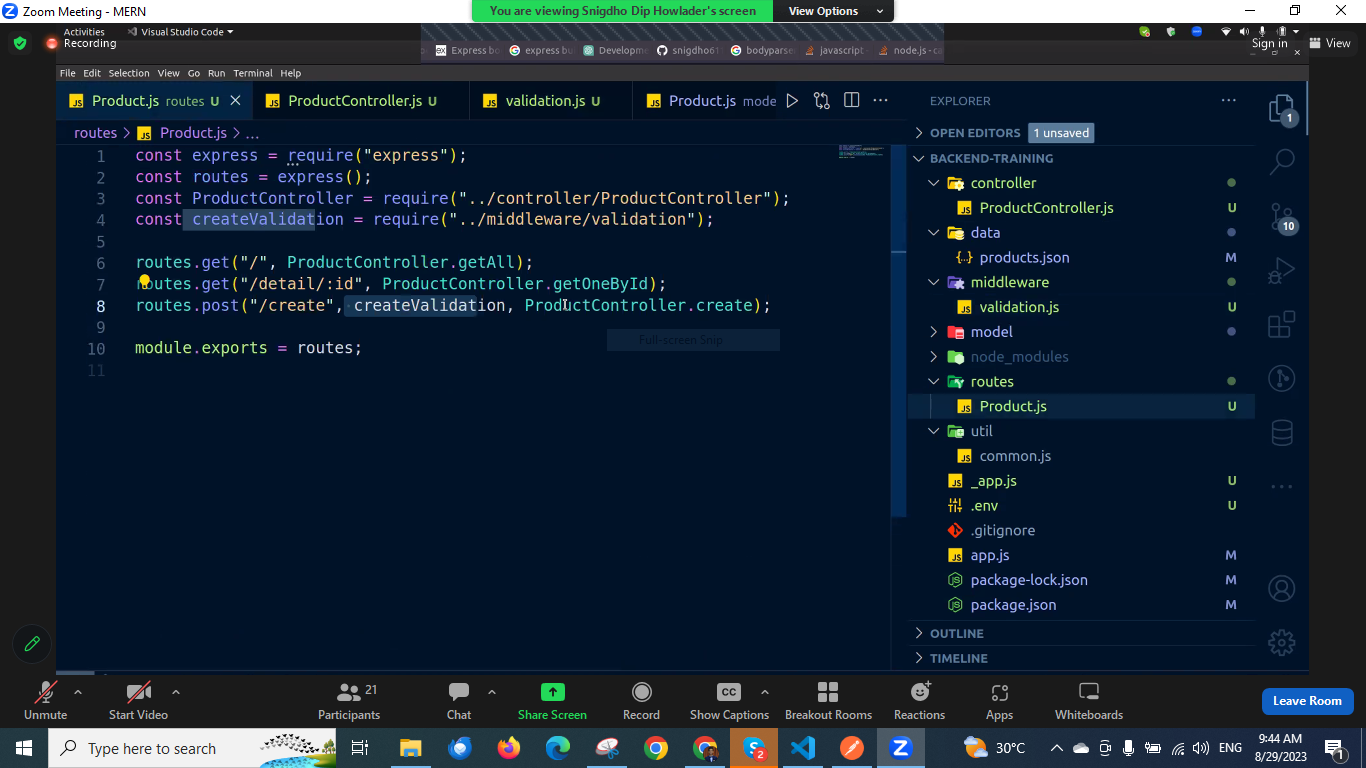 Zoom Meeting - MERN
You are viewing Snigdho Dip Howlader's screen
View Options
Activities
Visual Studio Code
Recording
Express bo
express bu
Developm
snigdho61
bodyparse
javascript
node.js - co
Sign in
View
File Edit Selection View Go Run Terminal Help
Product.js routes U
ProductController.js U
validation.js U
Product.js mode
EXPLORER
routes > Product.js > ...
OPEN EDITORS 1 unsaved
1 const express = require("express");
2 const routes = express();
3 const ProductController = require("../controller/ProductController");
4 const createValidation = require("../middleware/validation");
5
6 routes.get("/", ProductController.getAll);
7 routes.get("/detail/:id", ProductController.getOneById);
8 routes.post("/create", createValidation, ProductController.create);
9
10 module.exports = routes;
11
Full-screen Snip
BACKEND-TRAINING
controller
ProductController.js U
data
products.json M
middleware
validation.js U
model
node_modules
routes
Product.js U
util
common.js
_app.js U
.env U
.gitignore
app.js M
package-lock.json M
package.json M
OUTLINE
TIMELINE
1
10
Unmute
Start Video
Participants 21
Chat
Share Screen
Record
CC
Show Captions
Breakout Rooms
Reactions
Apps
Whiteboards
Leave Room
Type here to search
2
30°C
ENG
9:44 AM
8/29/2023
1